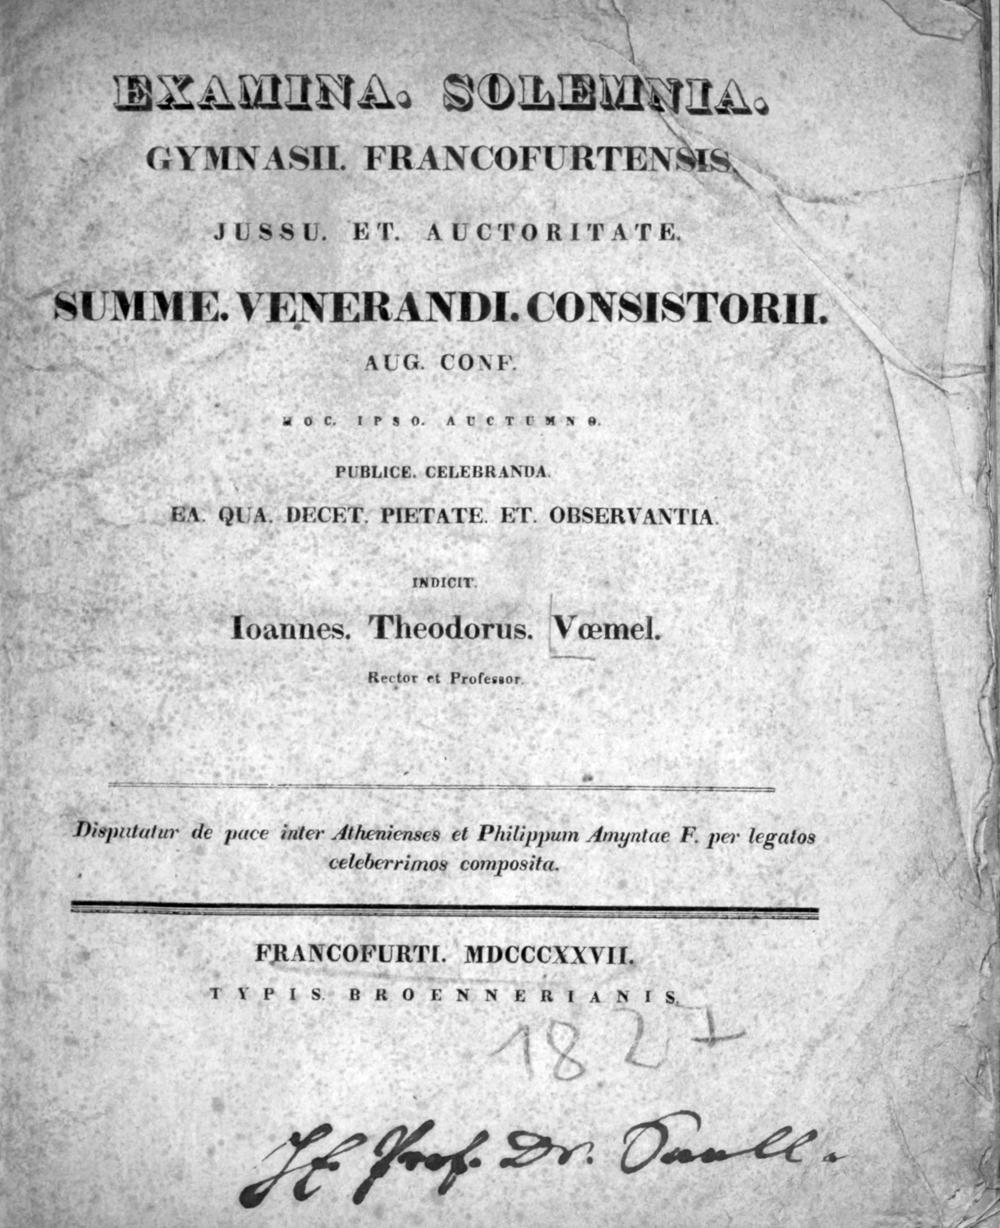 EXAMINA. SOLEMNIA.
GYMNASII. FRANCOFURTENSIS.
JUSSU. ET. AUCTORITATE.
SUMME. VENERANDI. CONSISTORII.
AUG. CONF.
HOC. IPSO. AUCTUMNO.
PUBLICE. CELEBRANDA.
EA. QUA. DECET. PIETATE. ET. OBSERVANTIA.
INDICIT.
Ioannes. Theodorus. Vœmel.
Rector et Professor.
Disputatur de pace inter Athenienses et Philippum Amyntae F. per legatos
celeberrimos composita.
FRANCOFURTI. MDCCCXXVII.
TYPIS BROENNERIANIS.
1827
Prof. Dr.